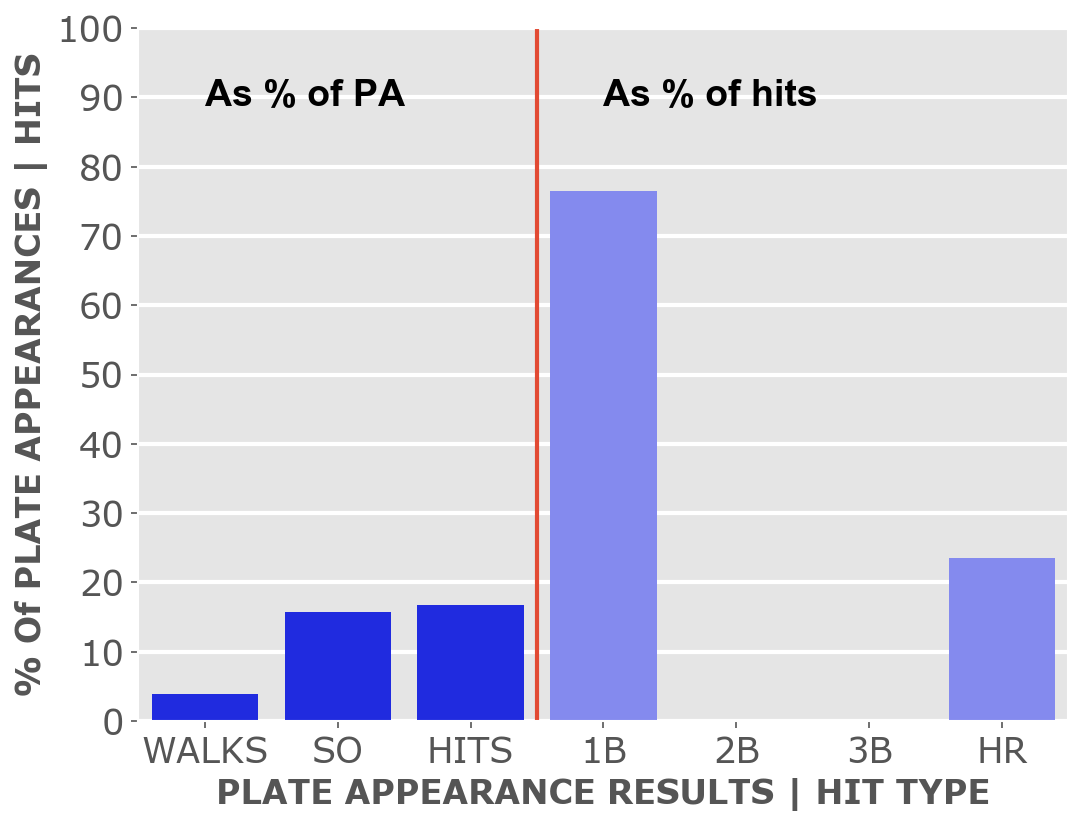 % Of PLATE APPEARANCES | HITS
100
90
80
70
60
50
40
30
20
10
0
As % of PA
As % of hits
WALKS SO HITS 1B 2B 3B HR
PLATE APPEARANCE RESULTS | HIT TYPE